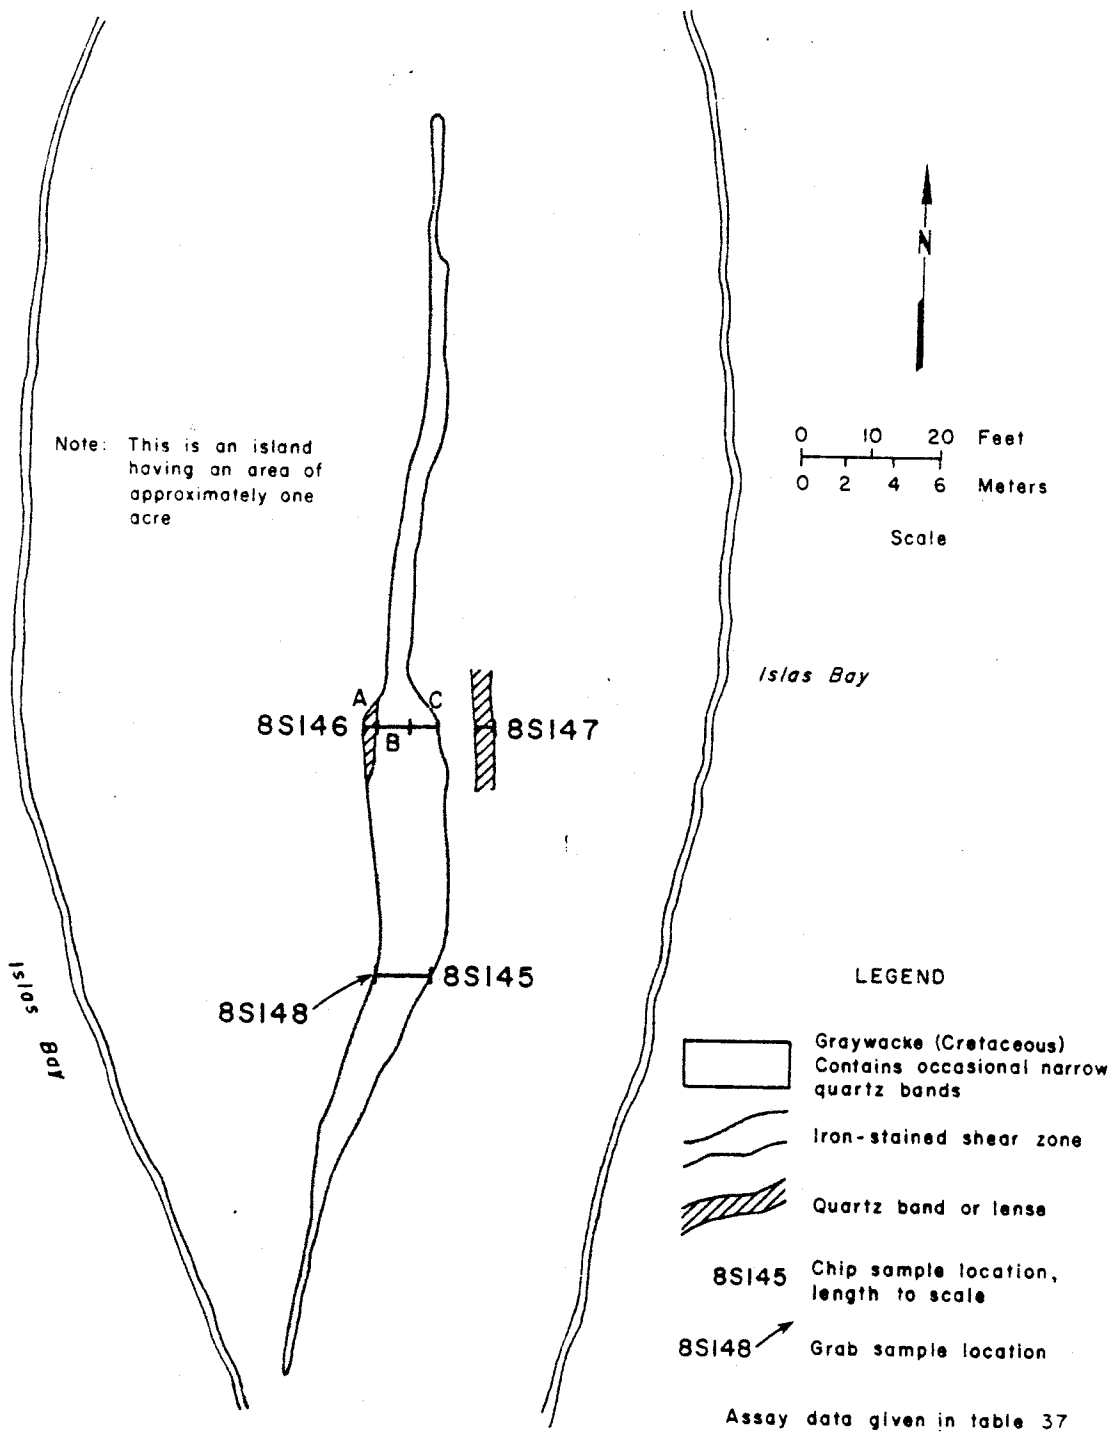 N
Note: This is an island
having an area of
approximately one
acre
0 10 20 Feet
0 2 4 6 Meters
Scale
Islas Bay
A C
8S146 B 8S147
8S148 8S145
Islas Bay
LEGEND
Graywacke (Cretaceous)
Contains occasional narrow
quartz bands
Iron-stained shear zone
Quartz band or lense
8S145 Chip sample location,
length to scale
8S148 Grab sample location
Assay data given in table 37